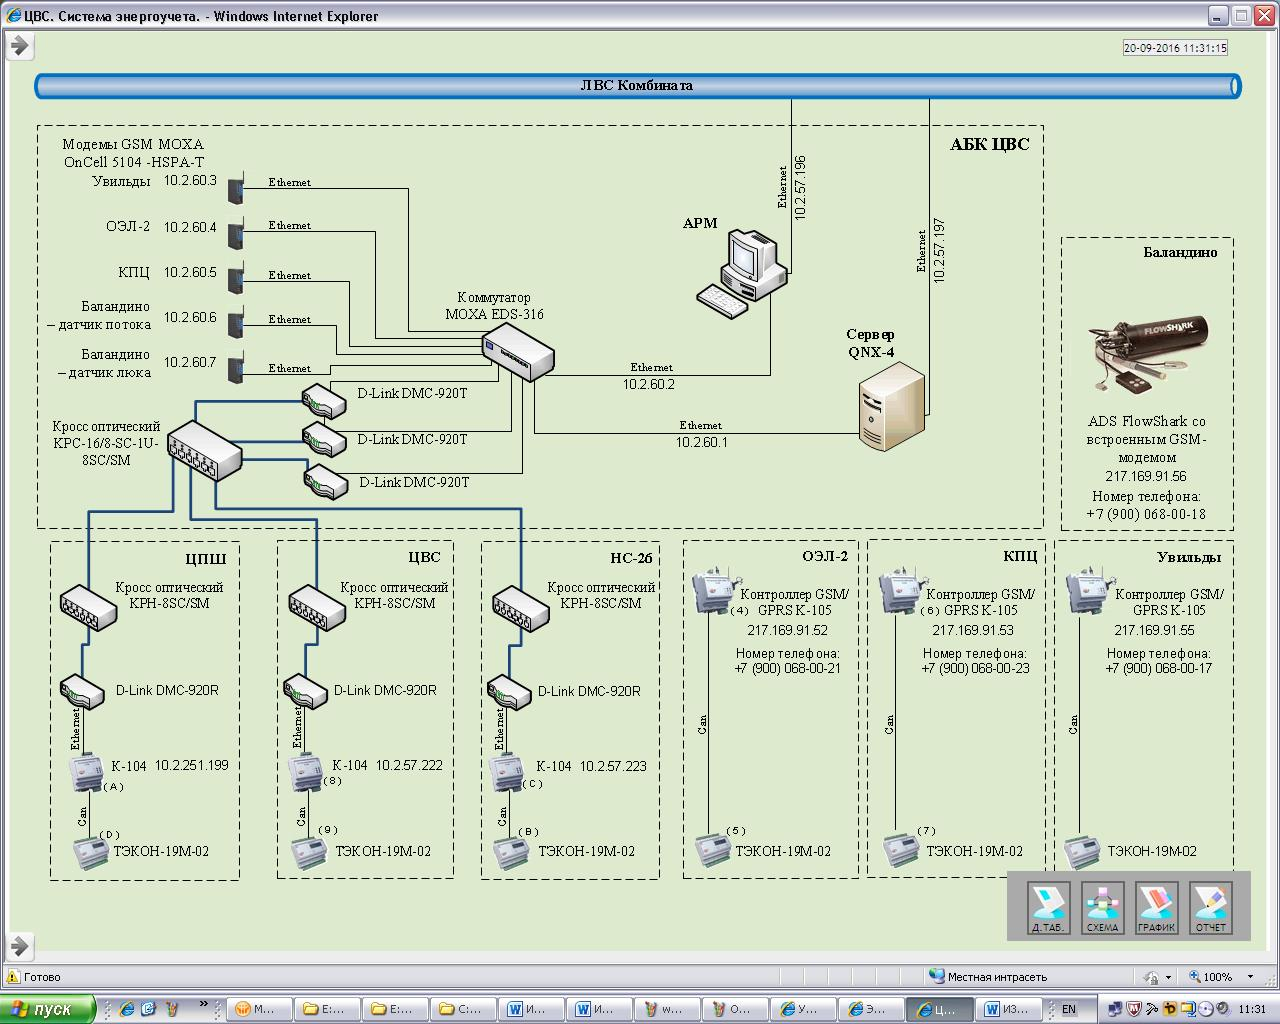 ЦВС. Система энергоучета. - Windows Internet Explorer
20-09-2016 11:31:15
ЛВС Комбината
АБК ЦВС
Модемы GSM MOXA
OnCell 5104 -HSPA-T
Увильды 10.2.60.3
Ethernet
ОЭЛ-2 10.2.60.4
Ethernet
КПЦ 10.2.60.5
Ethernet
Баландино
– датчик потока
10.2.60.6
Ethernet
Баландино
– датчик люка
10.2.60.7
Ethernet
Коммутатор
MOXA EDS-316
АРМ
Ethernet
10.2.57.196
Ethernet
10.2.57.197
Сервер
QNX-4
Ethernet
10.2.60.2
Ethernet
10.2.60.1
D-Link DMC-920T
D-Link DMC-920T
D-Link DMC-920T
Кросс оптический
КРС-16/8-SC-1U-
8SC/SM
Баландино
FLOWSHARK
ADS FlowShark со
встроенным GSM-
модемом
217.169.91.56
Номер телефона:
+7 (900) 068-00-18
ЦПШ
Кросс оптический
КРН-8SC/SM
D-Link DMC-920R
Ethernet
К-104 10.2.251.199
(A)
Can
(D)
ТЭКОН-19М-02
ЦВС
Кросс оптический
КРН-8SC/SM
D-Link DMC-920R
Ethernet
К-104 10.2.57.222
(8)
Can
(9)
ТЭКОН-19М-02
НС-2б
Кросс оптический
КРН-8SC/SM
D-Link DMC-920R
Ethernet
К-104 10.2.57.223
(C)
Can
(B)
ТЭКОН-19М-02
ОЭЛ-2
Контроллер GSM/
(4) GPRS К-105
217.169.91.52
Номер телефона:
+7 (900) 068-00-21
Can
(5)
ТЭКОН-19М-02
КПЦ
Контроллер GSM/
(6) GPRS К-105
217.169.91.53
Номер телефона:
+7 (900) 068-00-23
Can
(7)
ТЭКОН-19М-02
Увильды
Контроллер GSM/
GPRS К-105
217.169.91.55
Номер телефона:
+7 (900) 068-00-17
Can
ТЭКОН-19М-02
Д.ТАБ. СХЕМА ГРАФИК ОТЧЕТ
Готово
Местная интрасеть
100%
пуск
»
М...
E:...
E:...
C:...
И...
И...
w...
О...
У...
Э...
Ц...
ИЗ...
EN
11:31